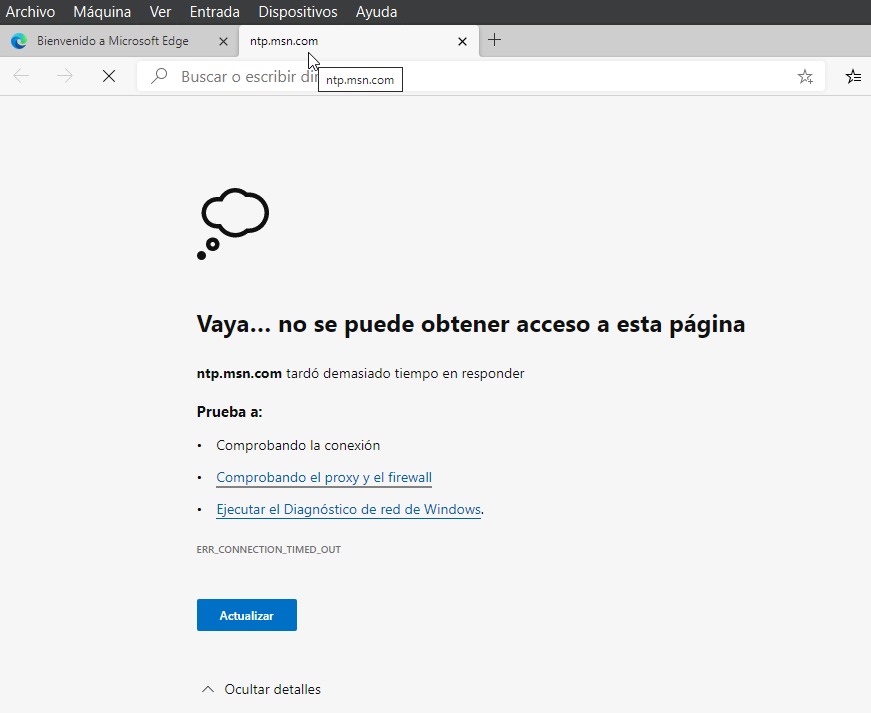 Archivo Máquina Ver Entrada Dispositivos Ayuda
Bienvenido a Microsoft Edge
ntp.msn.com
Buscar o escribir
ntp.msn.com
Vaya… no se puede obtener acceso a esta página
ntp.msn.com tardó demasiado tiempo en responder
Prueba a:
• Comprobando la conexión
• Comprobando el proxy y el firewall
• Ejecutar el Diagnóstico de red de Windows.
ERR_CONNECTION_TIMED_OUT
Actualizar
Ocultar detalles